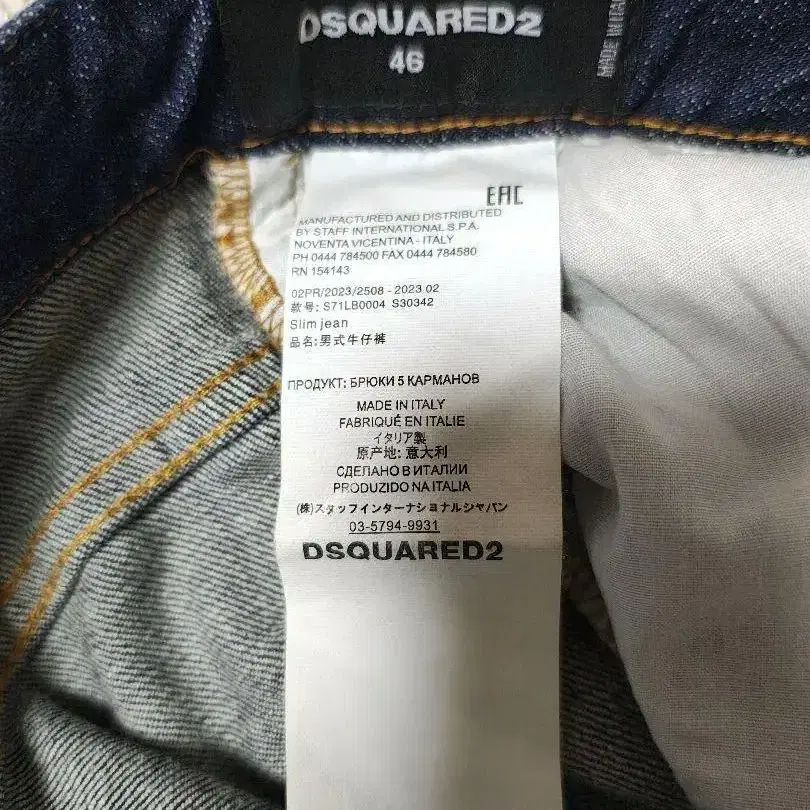 DSQUARED2
46
MADE IN
EAC
MANUFACTURED AND DISTRIBUTED
BY STAFF INTERNATIONAL S.P.A.
NOVENTA VICENTINA - ITALY
PH 0444 784500 FAX 0444 784580
RN 154143
02PR/2023/2508 - 2023 02
款号: S71LB0004 S30342
Slim jean
品名: 男式牛仔裤
ПРОДУКТ: БРЮКИ 5 КАРМАНОВ
MADE IN ITALY
FABRIQUÉ EN ITALIE
イタリア製
原产地: 意大利
СДЕЛАНО В ИТАЛИИ
PRODUZIDO NA ITALIA
(株)スタッフインターナショナルジャパン
03-5794-9931
DSQUARED2